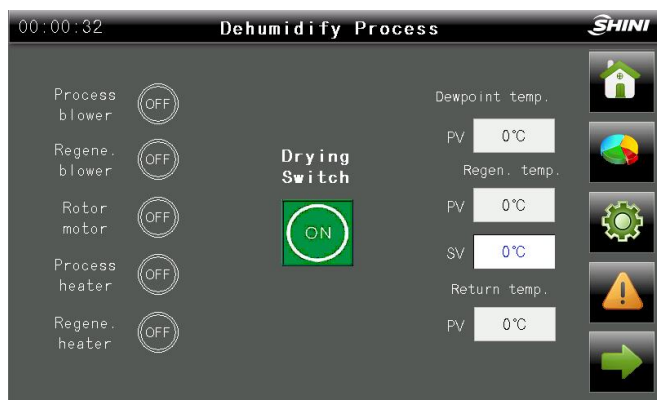 00:00:32 Dehumidify Process SHINI
Process
blower
OFF
Regene.
blower
OFF
Rotor
motor
OFF
Process
heater
OFF
Regene.
heater
OFF
Drying
Switch
ON
Dewpoint temp.
PV 0℃
Regen. temp.
PV 0℃
SV 0℃
Return temp.
PV 0℃